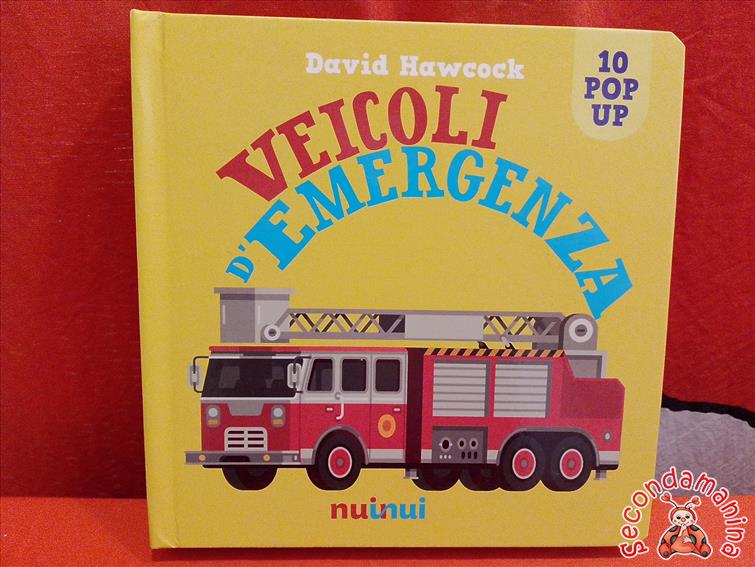 David Hawcock
10
POP
UP
VEICOLI
D'EMERGENZA
nuinui
secondamanina